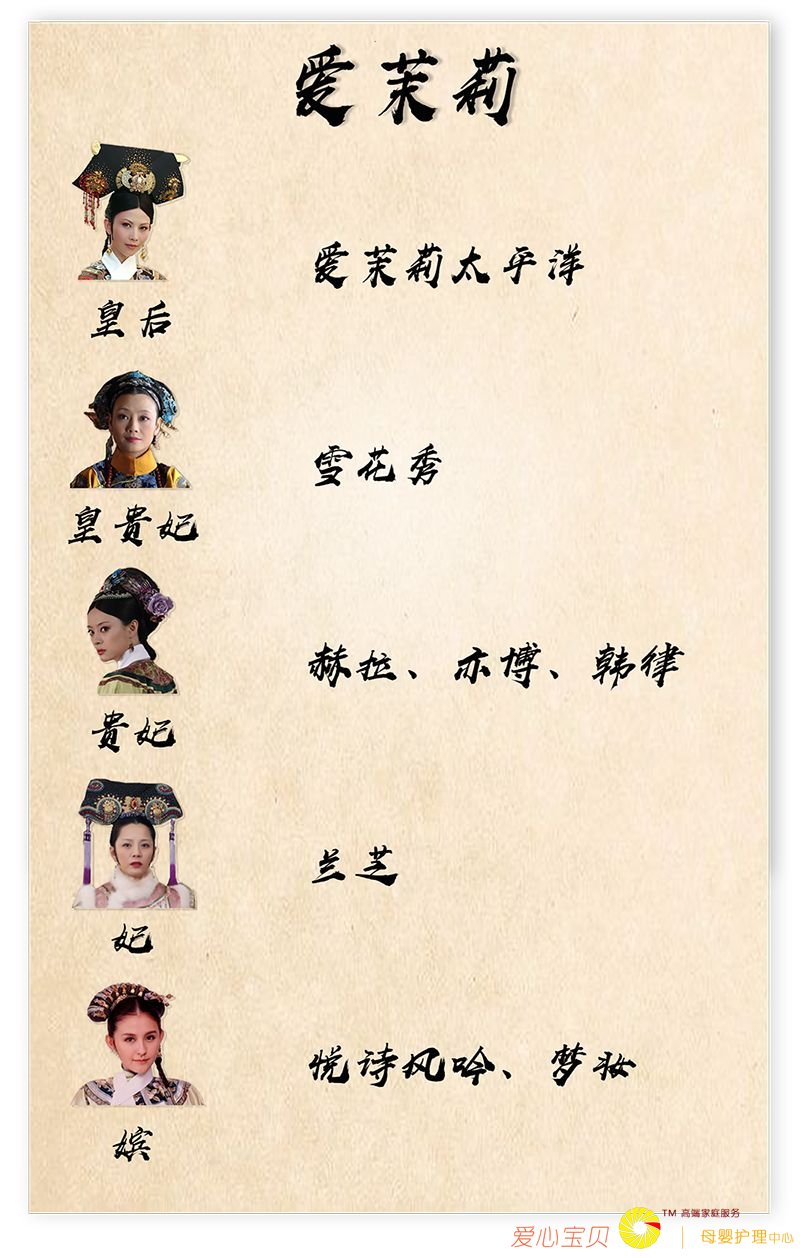 爱茉莉
爱茉莉太平洋
皇后
雪花秀
皇贵妃
赫拉、亦博、韩律
贵妃
兰芝
妃
悦诗风吟、梦妆
嫔
TM 高端家庭服务
爱心宝贝 | 母婴护理中心